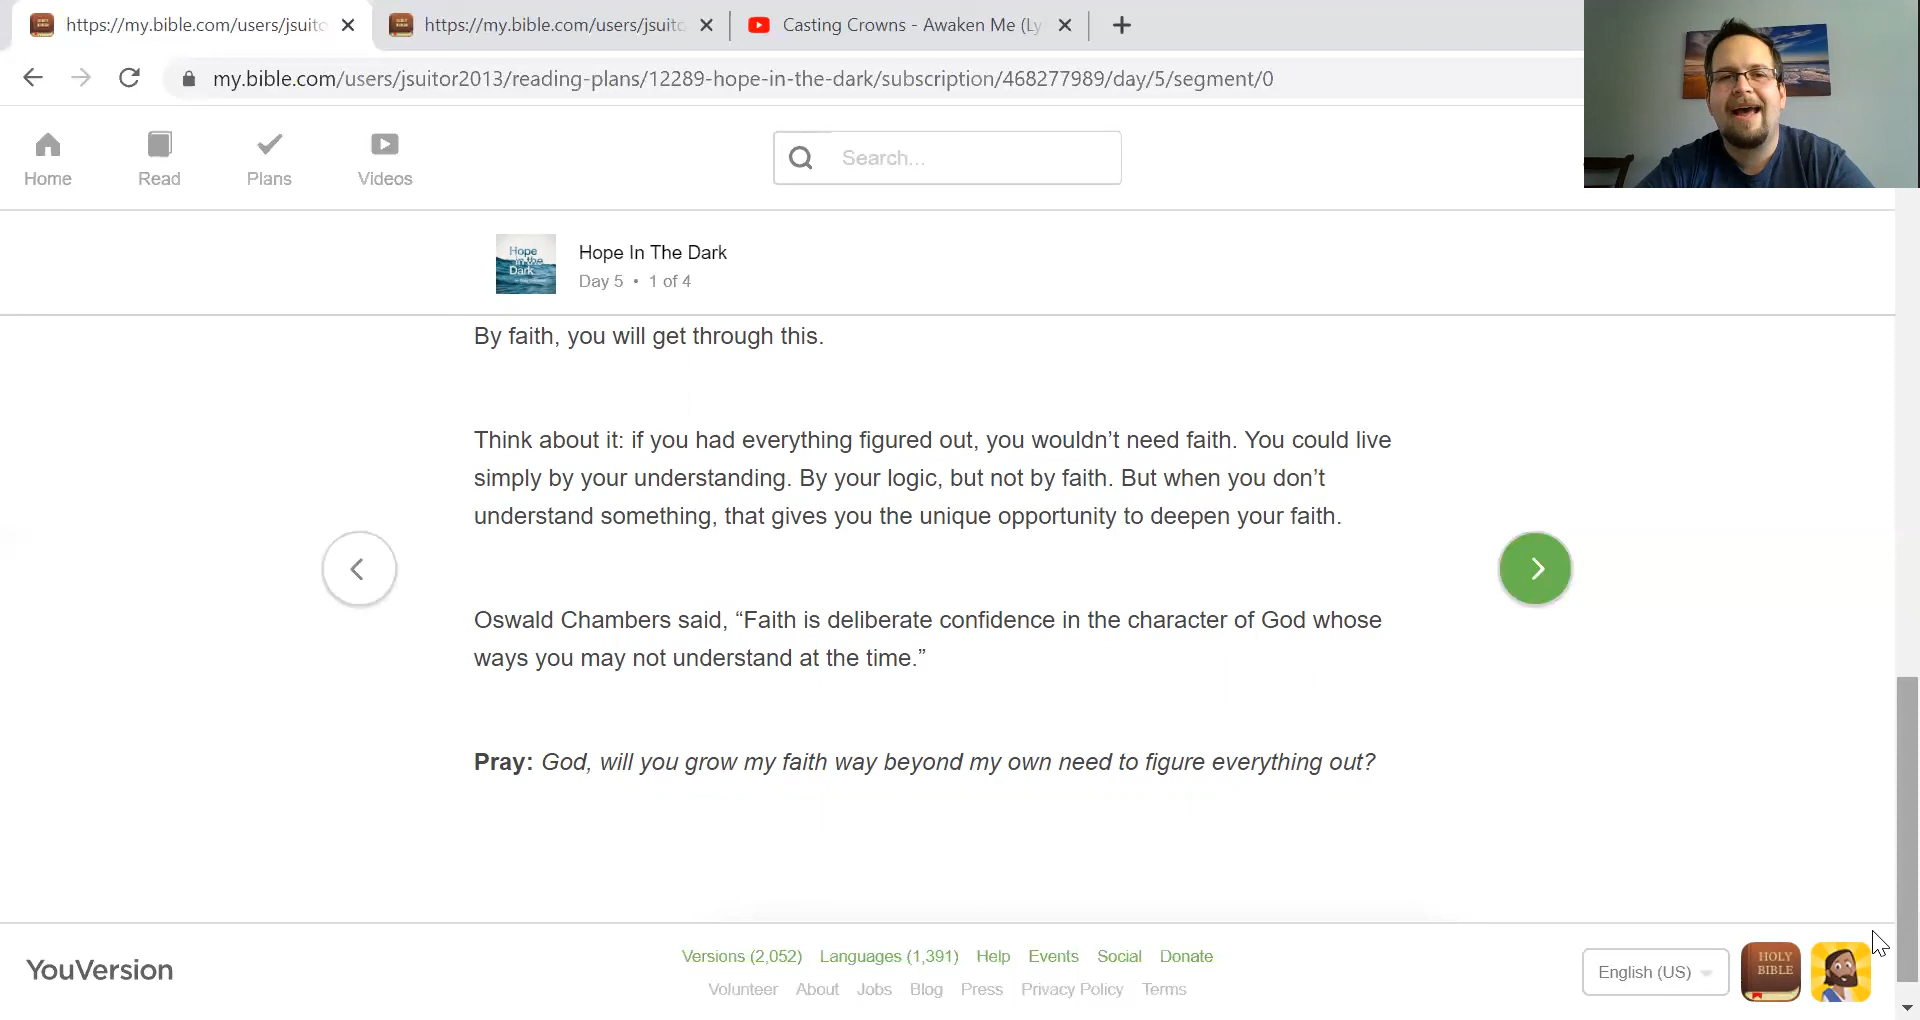 https://my.bible.com/users/jsuito
https://my.bible.com/users/jsuito
Casting Crowns - Awaken Me (Ly
my.bible.com/users/jsuitor2013/reading-plans/12289-hope-in-the-dark/subscription/468277989/day/5/segment/0
Home
Read
Plans
Videos
Search...
Hope
in the
Dark
Hope In The Dark
Day 5 • 1 of 4
By faith, you will get through this.
Think about it: if you had everything figured out, you wouldn’t need faith. You could live
simply by your understanding. By your logic, but not by faith. But when you don’t
understand something, that gives you the unique opportunity to deepen your faith.
Oswald Chambers said, “Faith is deliberate confidence in the character of God whose
ways you may not understand at the time.”
Pray: God, will you grow my faith way beyond my own need to figure everything out?
YouVersion
Versions (2,052) Languages (1,391) Help Events Social Donate
Volunteer About Jobs Blog Press Privacy Policy Terms
English (US)
HOLY
BIBLE